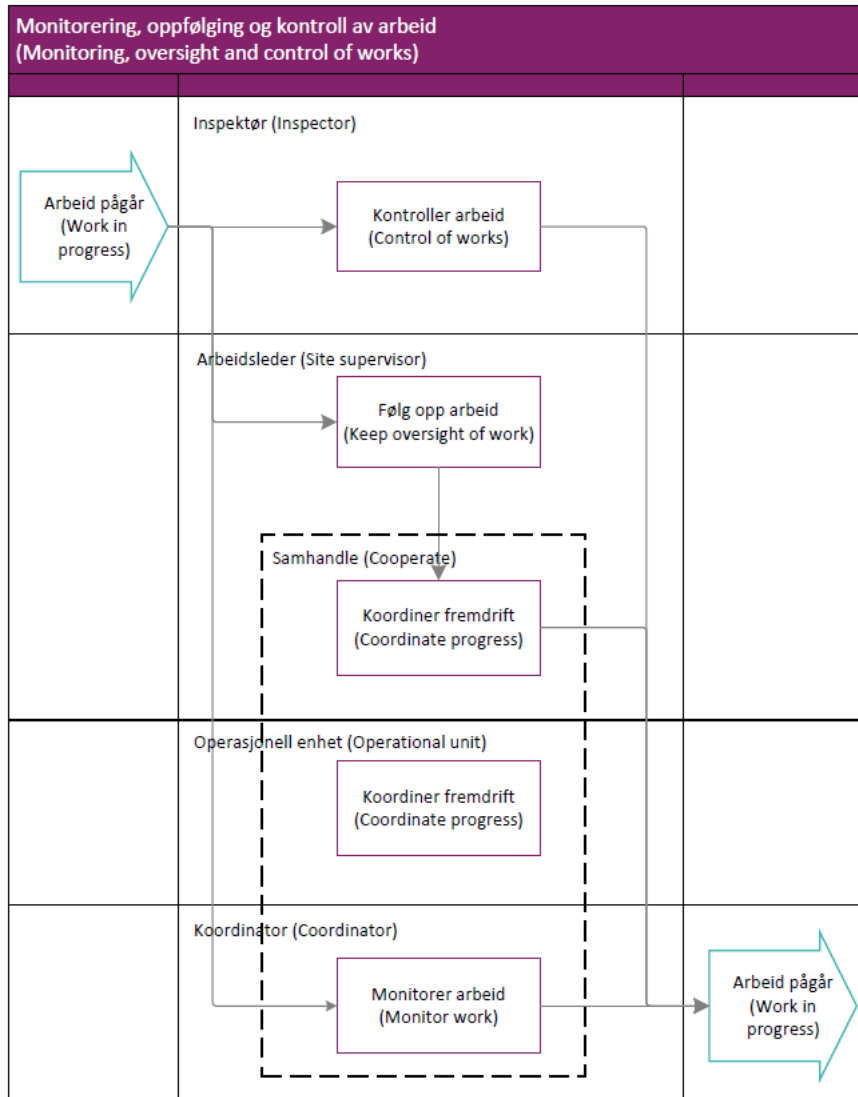 Monitorering, oppfølging og kontroll av arbeid
(Monitoring, oversight and control of works)
Inspektør (Inspector)
Arbeid pågår
(Work in
progress)
Kontroller arbeid
(Control of works)
Arbeidsleder (Site supervisor)
Følg opp arbeid
(Keep oversight of work)
Samhandle (Cooperate)
Koordiner fremdrift
(Coordinate progress)
Operasjonell enhet (Operational unit)
Koordiner fremdrift
(Coordinate progress)
Koordinator (Coordinator)
Monitorer arbeid
(Monitor work)
Arbeid pågår
(Work in
progress)